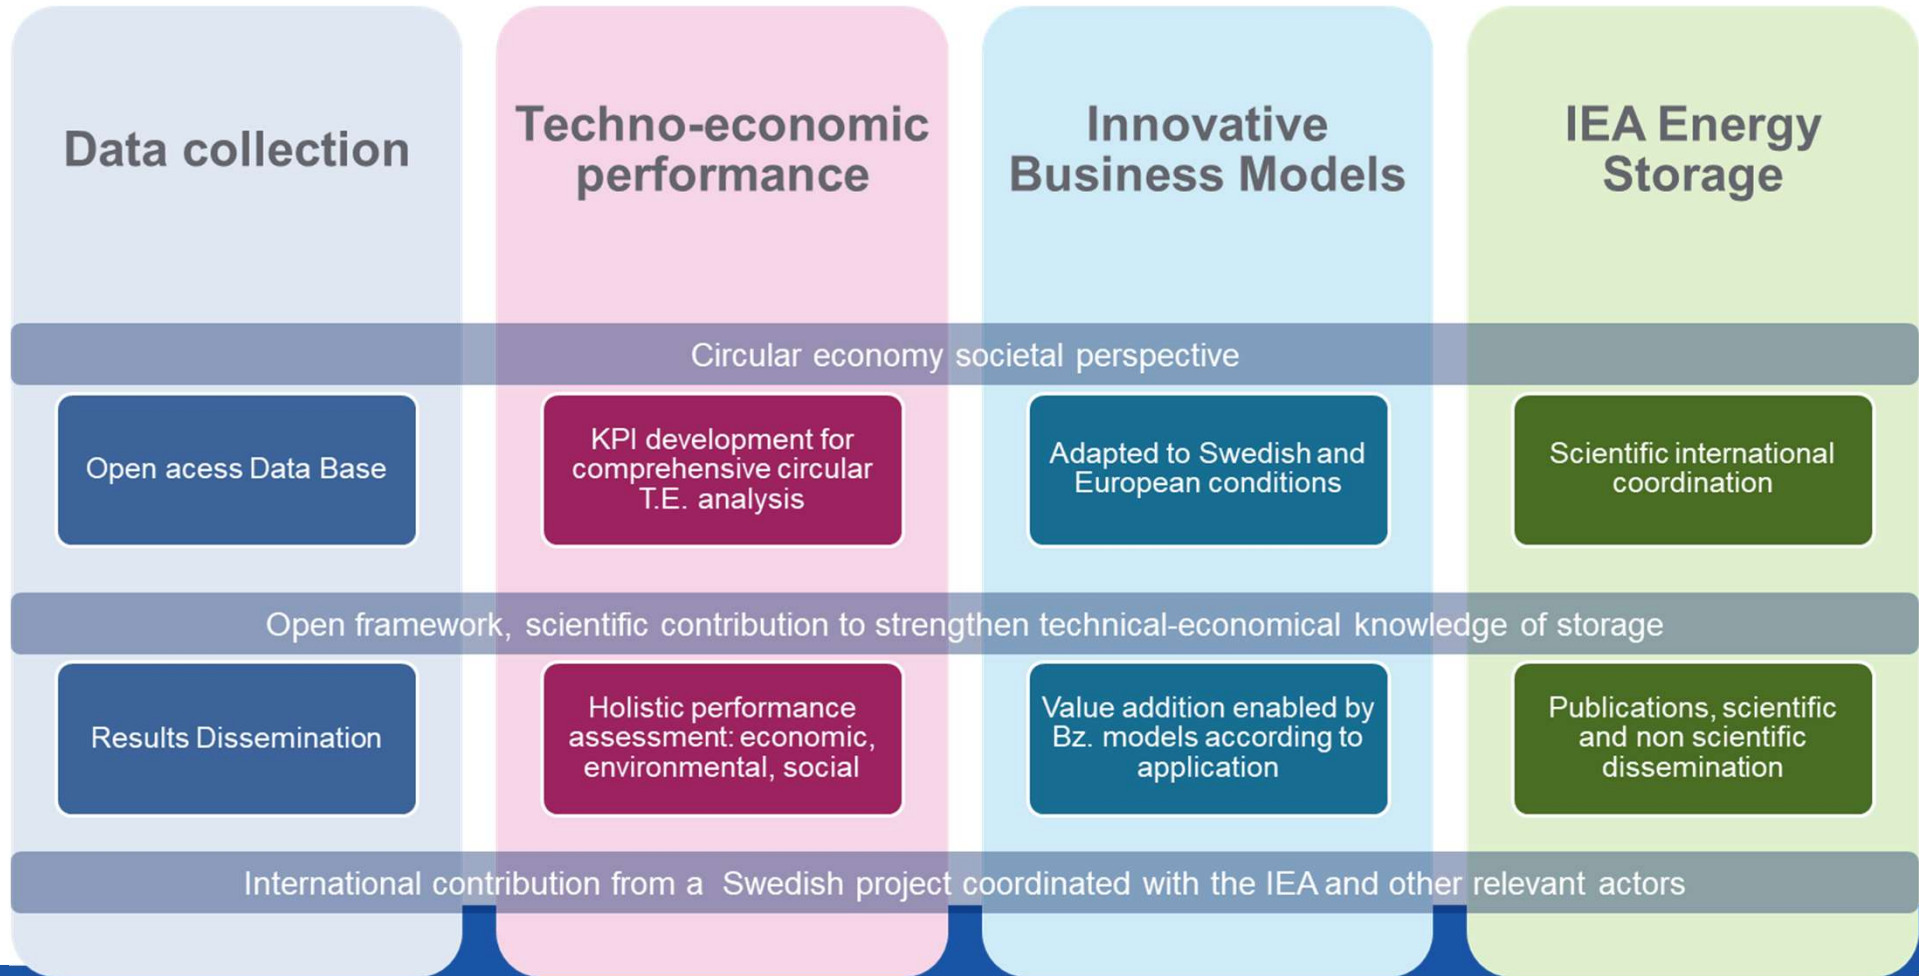 Data collection
Techno-economic
performance
Innovative
Business Models
IEA Energy
Storage
Circular economy societal perspective
Open acess Data Base
KPI development for
comprehensive circular
T.E. analysis
Adapted to Swedish and
European conditions
Scientific international
coordination
Open framework, scientific contribution to strengthen technical-economical knowledge of storage
Results Dissemination
Holistic performance
assessment: economic,
environmental, social
Value addition enabled by
Bz. models according to
application
Publications, scientific
and non scientific
dissemination
International contribution from a Swedish project coordinated with the IEA and other relevant actors